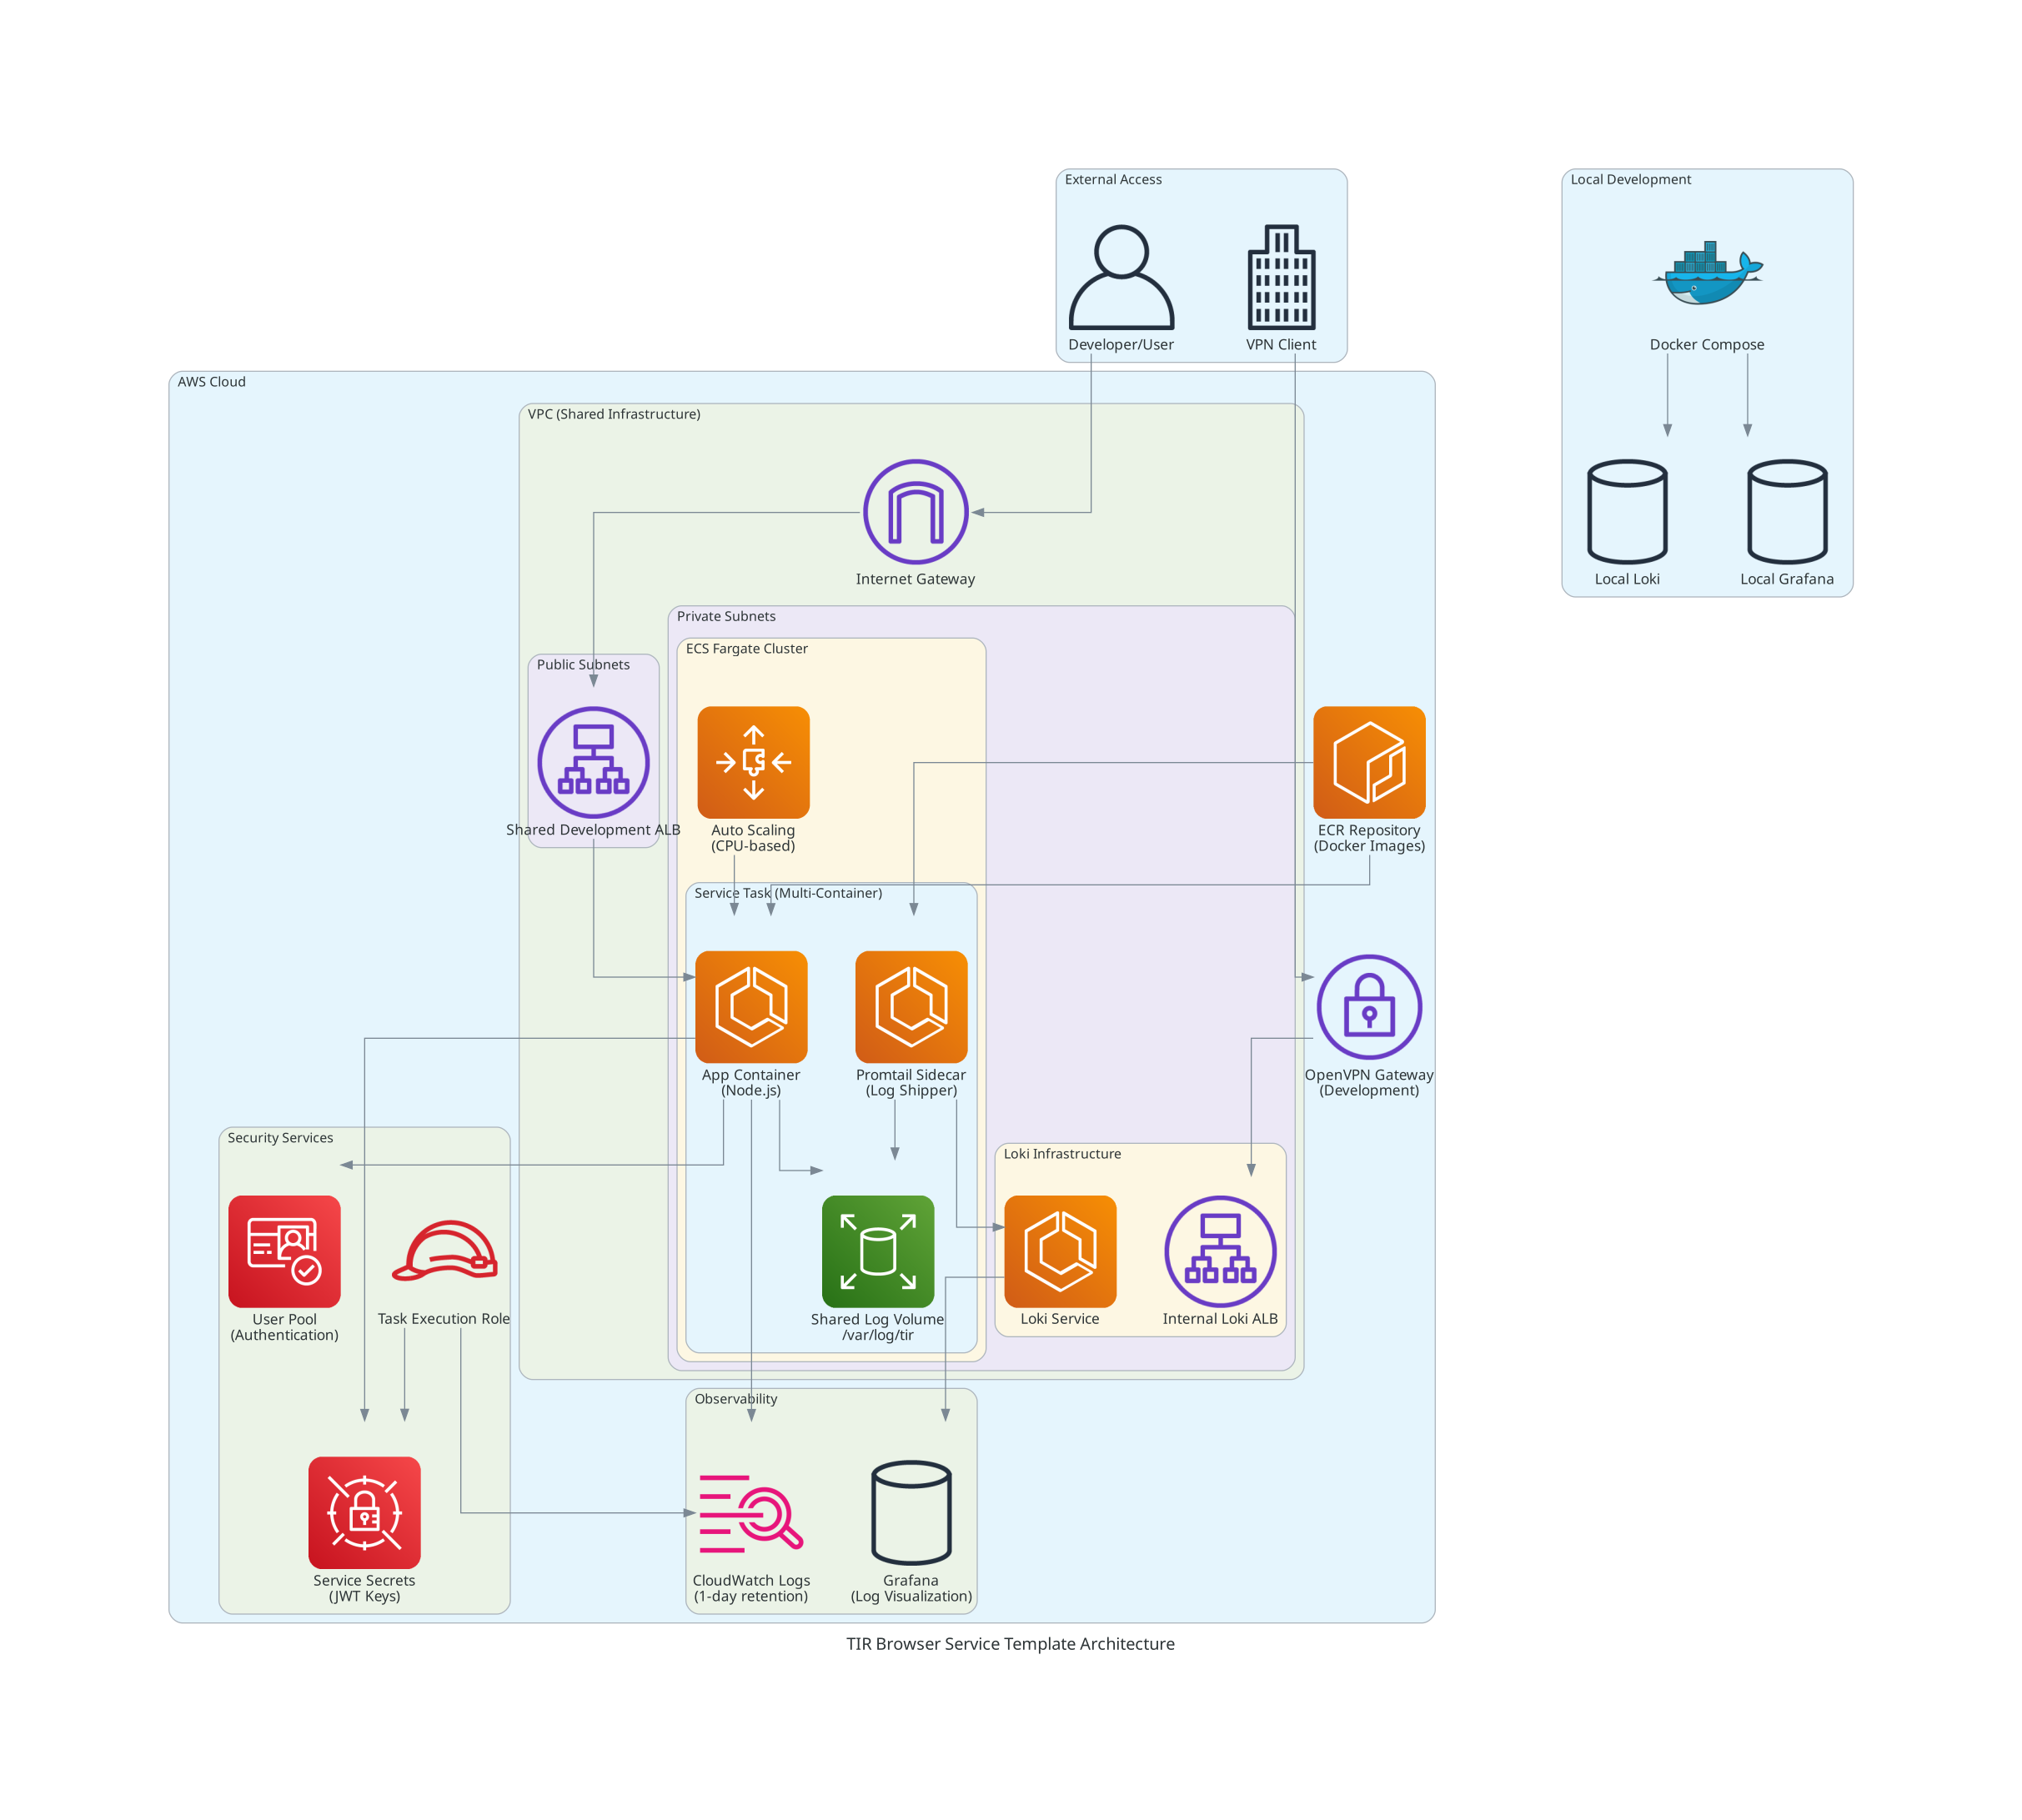 External Access
Local Development
Developer/User
VPN Client
Docker Compose
AWS Cloud
VPC (Shared Infrastructure)
Internet Gateway
Local Loki
Local Grafana
Private Subnets
ECS Fargate Cluster
Public Subnets
Shared Development ALB
Auto Scaling
(CPU-based)
ECR Repository
(Docker Images)
Service Task (Multi-Container)
App Container
(Node.js)
Promtail Sidecar
(Log Shipper)
OpenVPN Gateway
(Development)
Security Services
Loki Infrastructure
User Pool
(Authentication)
Task Execution Role
Shared Log Volume
/var/log/tir
Loki Service
Internal Loki ALB
Observability
Service Secrets
(JWT Keys)
CloudWatch Logs
(1-day retention)
Grafana
(Log Visualization)
TIR Browser Service Template Architecture